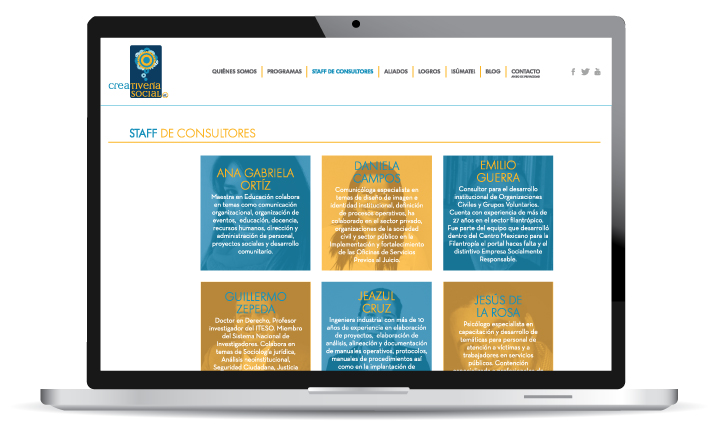 creativeria
SOCIAL
QUIÉNES SOMOS PROGRAMAS STAFF DE CONSULTORES ALIADOS LOGROS !SÚMATE! BLOG CONTACTO
STAFF DE CONSULTORES
ANA GABRIELA
ORTÍZ
Maestra en Educación colabora
en temas como comunicación
organizacional, organización de
eventos, educación, docencia,
recursos humanos, dirección y
administración de personal,
proyectos sociales y desarrollo
comunitario.
DANIELA
CAMPOS
Comunicóloga especialista en
temas de diseño de imagen e
identidad institucional, definición
de procesos operativos, ha
colaborado en el sector privado,
organizaciones de la sociedad
civil y sector público en la
Implementación y fortalecimiento
de las Oficinas de Servicios
Previos al Juicio.
EMILIO
GUERRA
Consultor para el desarrollo
institucional de Organizaciones
Civiles y Grupos Voluntarios.
Cuenta con experiencia de más de
27 años en el sector filantrópico.
Fue parte del equipo que desarrolló
dentro del Centro Mexicano para la
Filantropía el portal haces falta y el
distintivo Empresa Socialmente
Responsable.
GUILLERMO
ZEPEDA
Doctor en Derecho, Profesor
investigador del ITESO. Miembro
del Sistema Nacional de
Investigadores. Colabora en
temas de Sociología jurídica,
Análisis neoinstitucional,
Seguridad Ciudadana, Justicia
JEAZUL
CRUZ
Ingeniera industrial con más de 10
años de experiencia en elaboración
de proyectos, elaboración de
análisis, alineación y documentación
de manuales operativos, protocolos,
manuales de procedimientos así
como en la implantación de
JESÚS DE
LA ROSA
Psicólogo especialista en
capacitación y desarrollo de
temáticas para personal de
atención a víctimas y a
trabajadores en servicios
públicos. Contención